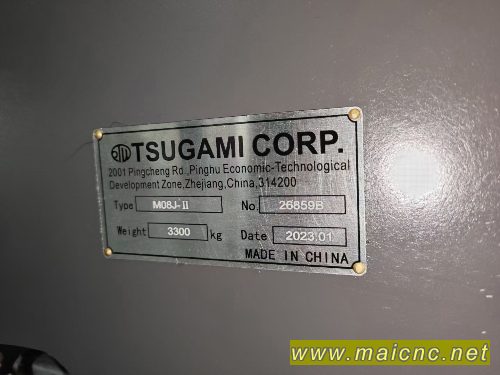 TSUGAMI CORP.
2001 Pingcheng Rd., Pinghu Economic-Technological
Development Zone, Zhejiang, China, 314200
Type M08J-II No. 26859B
Weight 3300 kg Date 2023.01
MADE IN CHINA
www.maicnc.net